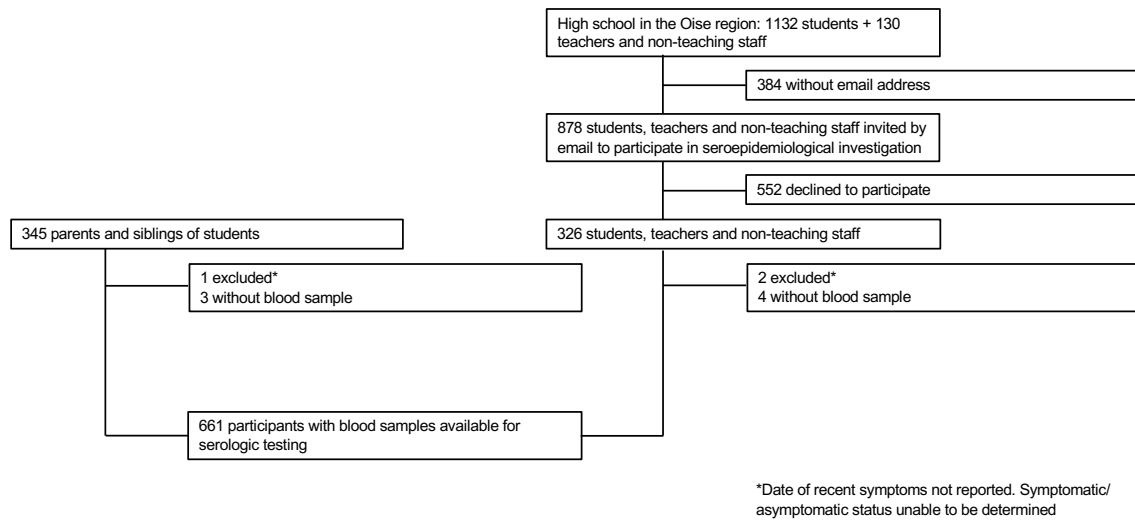 High school in the Oise region: 1132 students + 130
teachers and non-teaching staff
384 without email address
878 students, teachers and non-teaching staff invited by
email to participate in seroepidemiological investigation
552 declined to participate
345 parents and siblings of students
326 students, teachers and non-teaching staff
1 excluded*
3 without blood sample
2 excluded*
4 without blood sample
661 participants with blood samples available for
serologic testing
*Date of recent symptoms not reported. Symptomatic/
asymptomatic status unable to be determined